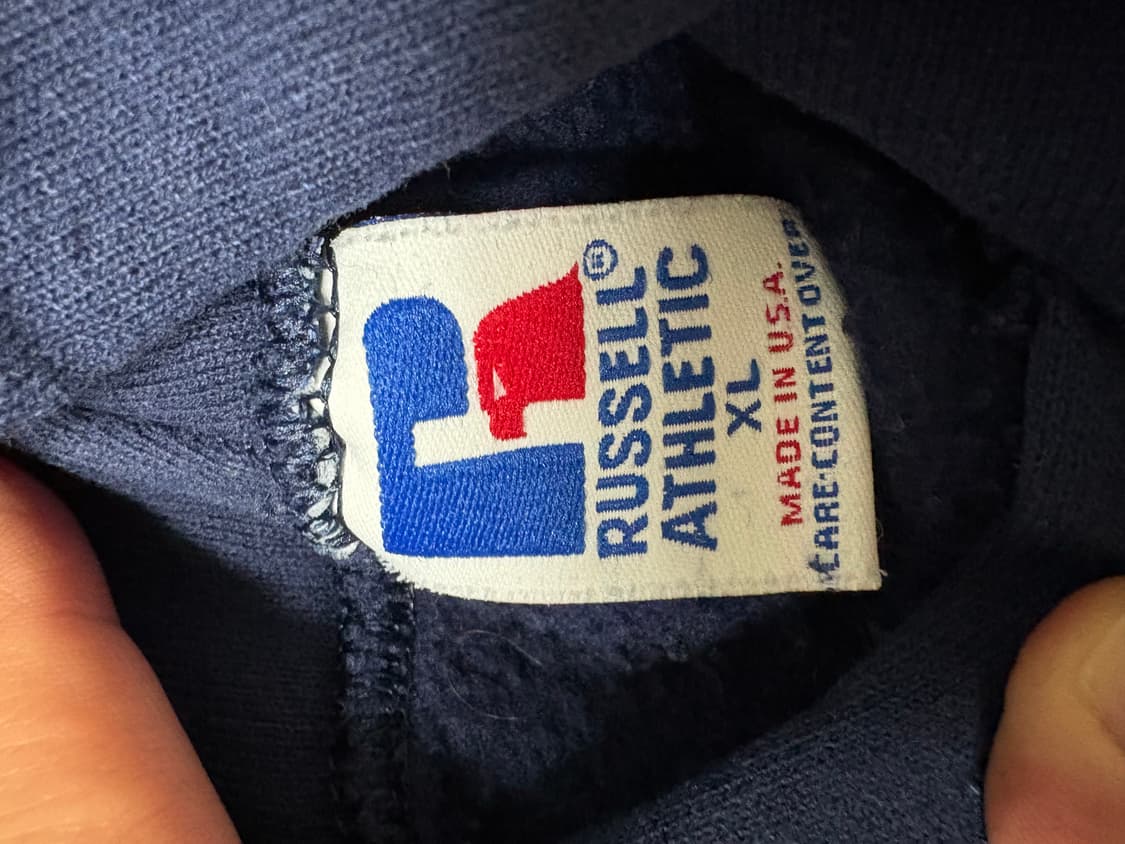 RUSSELL®
ATHLETIC
XL
MADE IN U.S.A.
CARE·CONTENT OVER